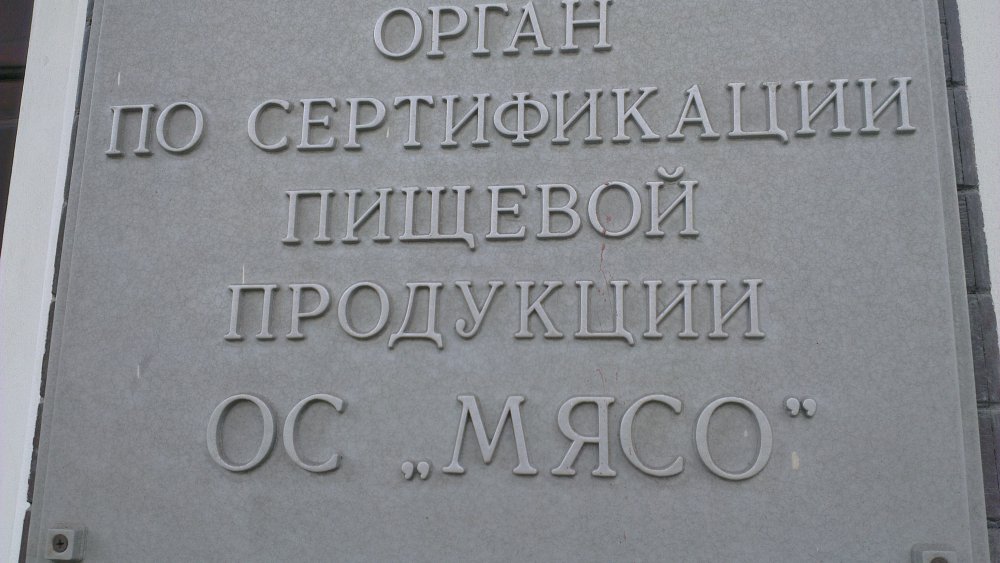 ОРГАН
ПО СЕРТИФИКАЦИИ
ПИЩЕВОЙ
ПРОДУКЦИИ
ОС „МЯСО”